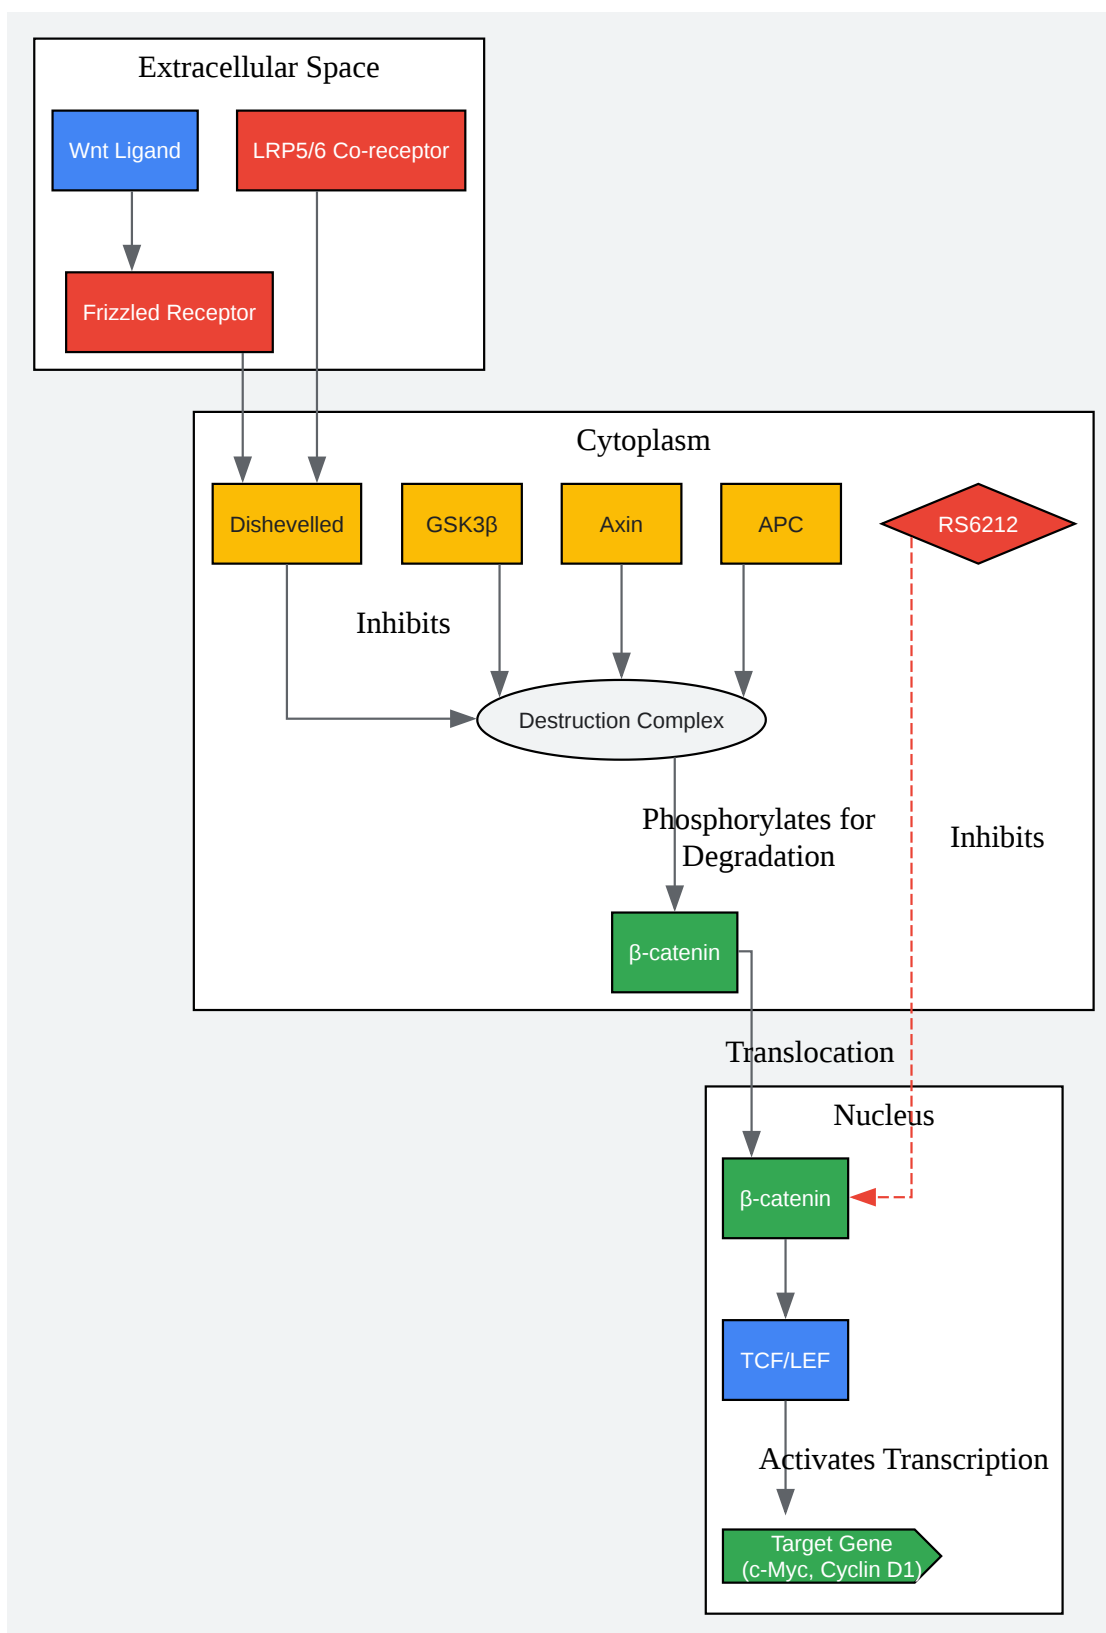 Extracellular Space
Wnt Ligand
LRP5/6 Co-receptor
Frizzled Receptor
Cytoplasm
Dishevelled
GSK3β
Axin
APC
RS6212
Inhibits
Destruction Complex
Phosphorylates for
Degradation
Inhibits
β-catenin
Translocation
Nucleus
β-catenin
TCF/LEF
Activates Transcription
Target Gene
(c-Myc, Cyclin D1)